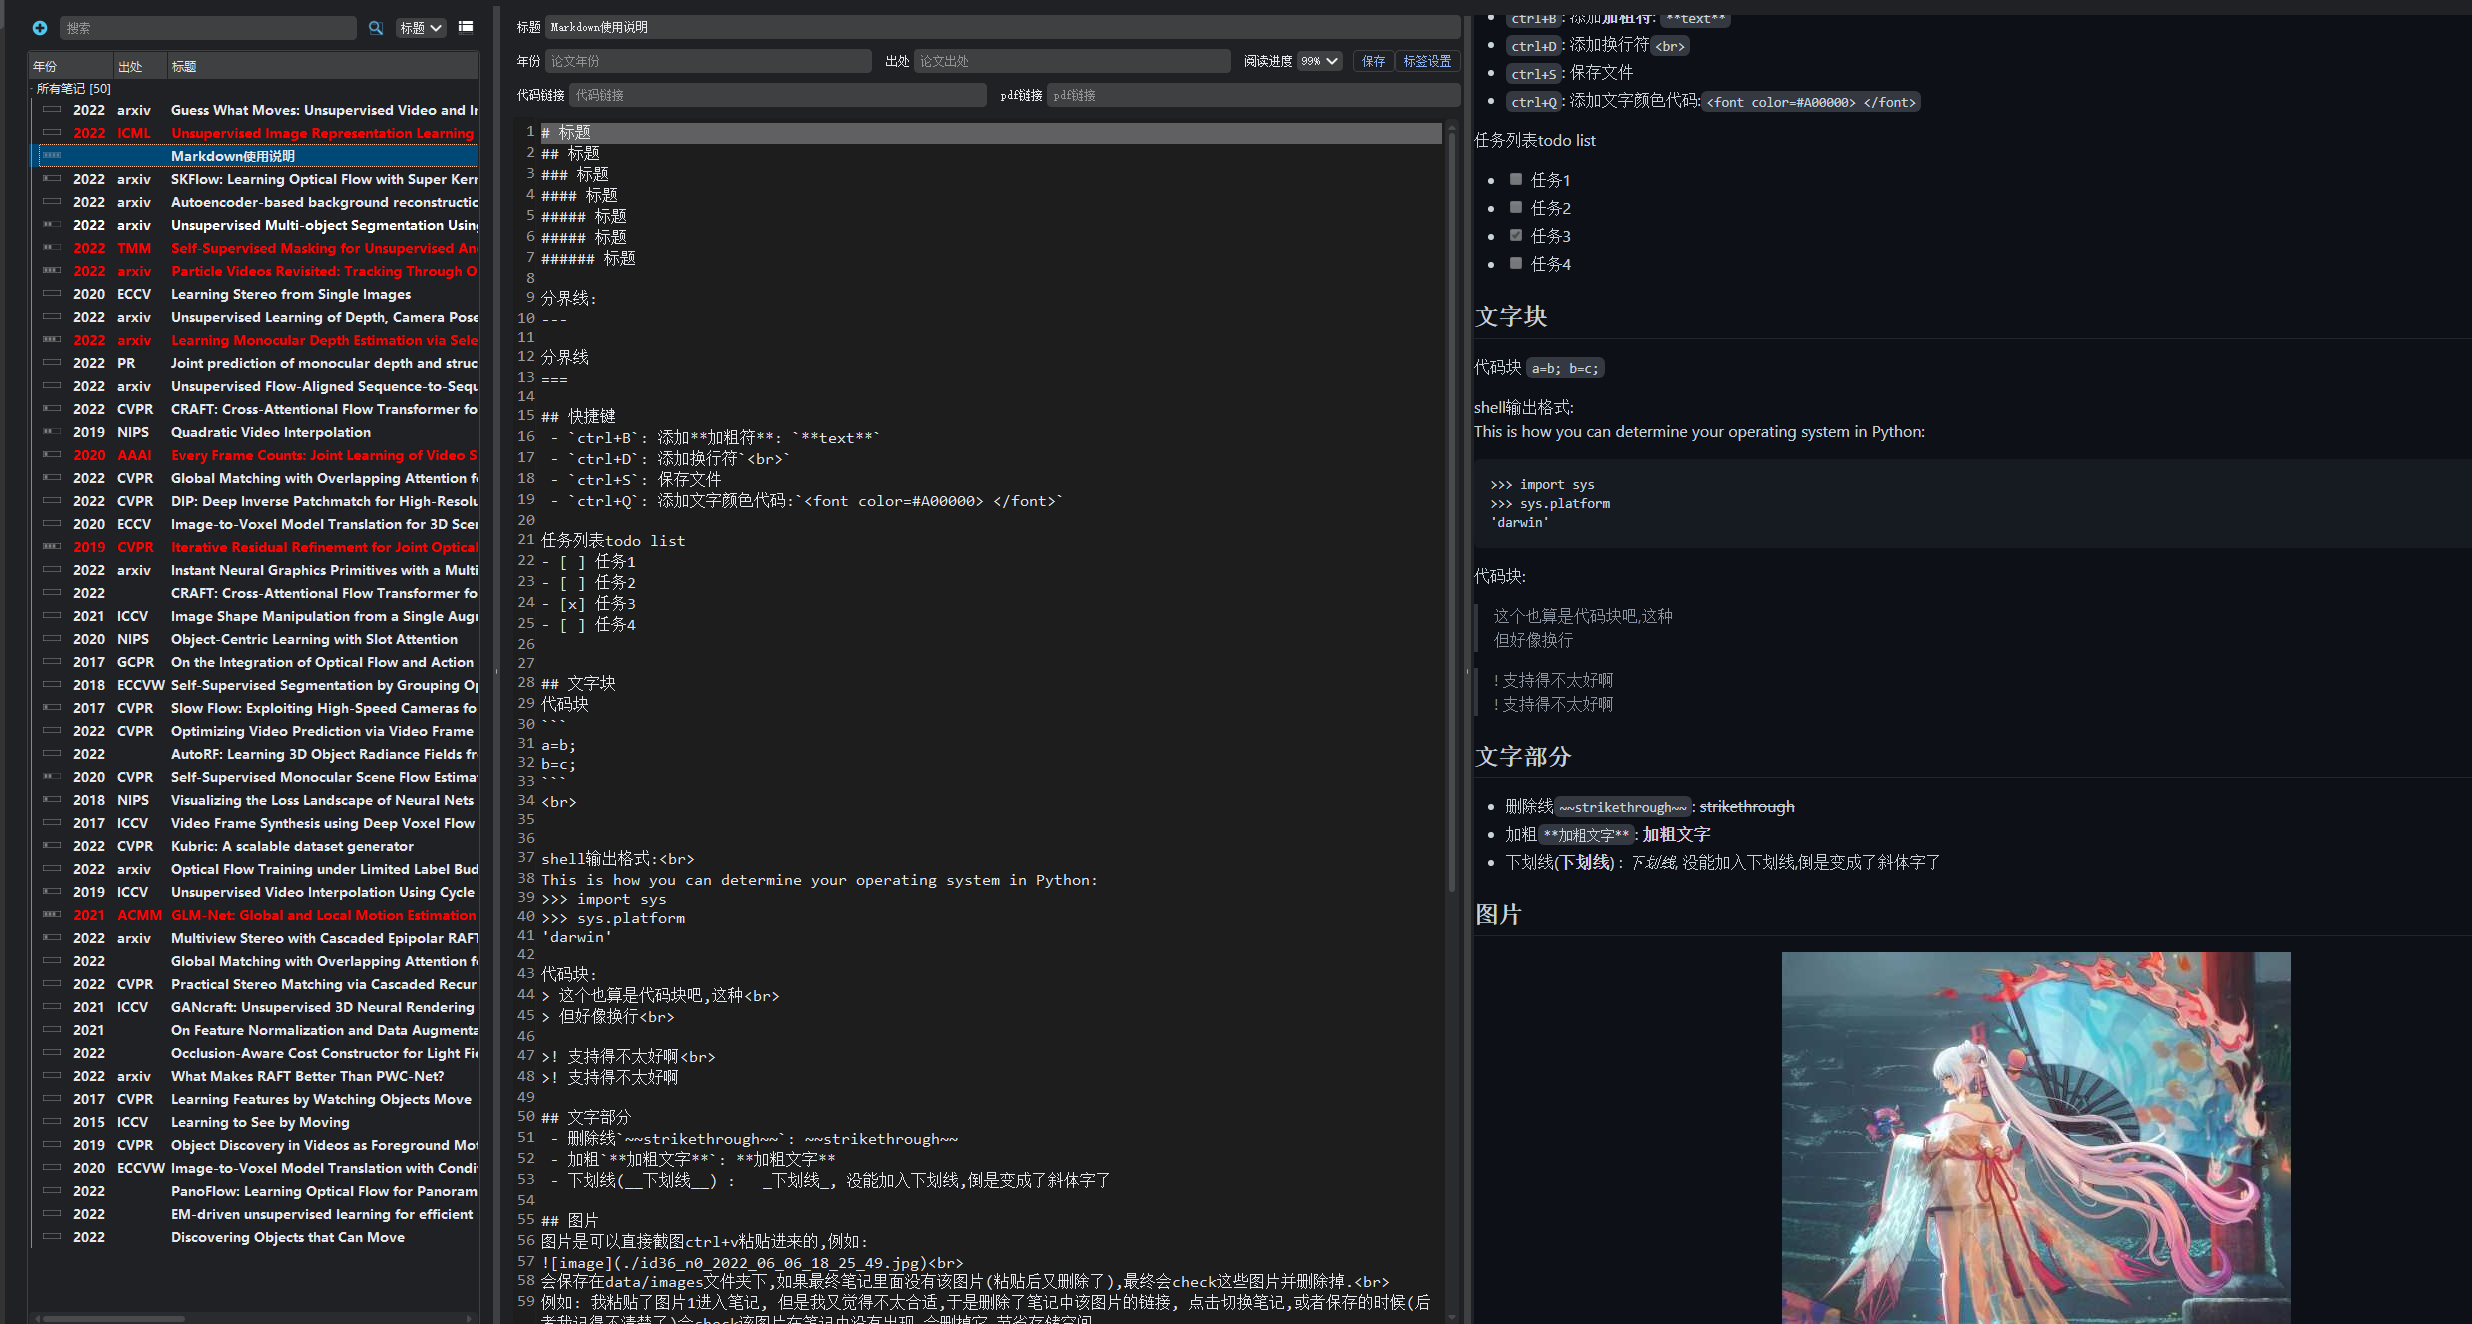 搜索
标题
年份 出处 标题
所有笔记 [50]
2022 arxiv Guess What Moves: Unsupervised Video and I
2022 ICML Unsupervised Image Representation Learning
Markdown使用说明
2022 arxiv SKFlow: Learning Optical Flow with Super Ker
2022 arxiv Autoencoder-based background reconstructic
2022 arxiv Unsupervised Multi-object Segmentation Usin
2022 TMM Self-Supervised Masking for Unsupervised An
2022 arxiv Particle Videos Revisited: Tracking Through O
2020 ECCV Learning Stereo from Single Images
2022 arxiv Unsupervised Learning of Depth, Camera Pose
2022 arxiv Learning Monocular Depth Estimation via Sele
2022 PR Joint prediction of monocular depth and struc
2022 arxiv Unsupervised Flow-Aligned Sequence-to-Sequ
2022 CVPR CRAFT: Cross-Attentional Flow Transformer fo
2019 NIPS Quadratic Video Interpolation
2020 AAAI Every Frame Counts: Joint Learning of Video S
2022 CVPR Global Matching with Overlapping Attention f
2022 CVPR DIP: Deep Inverse Patchmatch for High-Resolu
2020 ECCV Image-to-Voxel Model Translation for 3D Scen
2019 CVPR Iterative Residual Refinement for Joint Optical
2022 arxiv Instant Neural Graphics Primitives with a Multi
2022 CRAFT: Cross-Attentional Flow Transformer fo
2021 ICCV Image Shape Manipulation from a Single Aug
2020 NIPS Object-Centric Learning with Slot Attention
2017 GCPR On the Integration of Optical Flow and Action
2018 ECCVW Self-Supervised Segmentation by Grouping Op
2017 CVPR Slow Flow: Exploiting High-Speed Cameras fo
2022 CVPR Optimizing Video Prediction via Video Frame
2022 AutoRF: Learning 3D Object Radiance Fields fr
2020 CVPR Self-Supervised Monocular Scene Flow Estima
2018 NIPS Visualizing the Loss Landscape of Neural Nets
2017 ICCV Video Frame Synthesis using Deep Voxel Flow
2022 CVPR Kubric: A scalable dataset generator
2022 arxiv Optical Flow Training under Limited Label Bud
2019 ICCV Unsupervised Video Interpolation Using Cycle
2021 ACMM GLM-Net: Global and Local Motion Estimation
2022 arxiv Multiview Stereo with Cascaded Epipolar RAFT
2022 Global Matching with Overlapping Attention f
2022 CVPR Practical Stereo Matching via Cascaded Recur
2021 ICCV GANcraft: Unsupervised 3D Neural Rendering
2021 On Feature Normalization and Data Augmenta
2022 Occlusion-Aware Cost Constructor for Light Fi
2022 arxiv What Makes RAFT Better Than PWC-Net?
2017 CVPR Learning Features by Watching Objects Move
2015 ICCV Learning to See by Moving
2019 CVPR Object Discovery in Videos as Foreground Mo
2020 ECCVW Image-to-Voxel Model Translation with Condi
2022 PanoFlow: Learning Optical Flow for Panoram
2022 EM-driven unsupervised learning for efficient
2022 Discovering Objects that Can Move
标题 Markdown使用说明
年份 论文年份 出处 论文出处 阅读进度 99% 保存 标签设置
代码链接 代码链接 pdf链接 pdf链接
1 # 标题
2 ## 标题
3 ### 标题
4 #### 标题
5 ##### 标题
6 ##### 标题
7 ###### 标题
8
9 分界线:
10 ---
11
12 分界线
13 ===
14
15 ## 快捷键
16 - `ctrl+B`: 添加**加粗符**: `**text**`
17 - `ctrl+D`: 添加换行符`<br>`
18 - `ctrl+S`: 保存文件
19 - `ctrl+Q`: 添加文字颜色代码:`<font color=#A00000> </font>`
20
21 任务列表todo list
22 - [ ] 任务1
23 - [ ] 任务2
24 - [x] 任务3
25 - [ ] 任务4
26
27
28 ## 文字块
29 代码块
30 ```
31 a=b;
32 b=c;
33 ```
34 <br>
35
36
37 shell输出格式:<br>
38 This is how you can determine your operating system in Python:
39 >>> import sys
40 >>> sys.platform
41 'darwin'
42
43 代码块:
44 > 这个也算是代码块吧,这种<br>
45 > 但好像换行<br>
46
47 >! 支持得不太好啊<br>
48 >! 支持得不太好啊
49
50 ## 文字部分
51 - 删除线`~~strikethrough~~`: ~~strikethrough~~
52 - 加粗`**加粗文字**`: **加粗文字**
53 - 下划线(__下划线__) : _下划线_, 没能加入下划线,倒是变成了斜体字了
54
55 ## 图片
56 图片是可以直接截图ctrl+v粘贴进来的,例如:
57 ![image](./id36_n0_2022_06_06_18_25_49.jpg)<br>
58 会保存在data/images文件夹下,如果最终笔记里面没有该图片(粘贴后又删除了),最终会check这些图片并删除掉.<br>
59 例如: 我粘贴了图片1进入笔记, 但是我又觉得不太合适,于是删除了笔记中该图片的链接, 点击切换笔记,或者保存的时候(后
者我记得不清楚了)会check该图片在笔记中没有出现,会删掉它,节省存储空间
ctrl+B: 添加加粗符: **text**
ctrl+D: 添加换行符<br>
ctrl+S: 保存文件
ctrl+Q: 添加文字颜色代码:<font color=#A00000> </font>
任务列表todo list
任务1
任务2
任务3
任务4
文字块
代码块 a=b; b=c;
shell输出格式:
This is how you can determine your operating system in Python:
>>> import sys
>>> sys.platform
'darwin'
代码块:
这个也算是代码块吧,这种
但好像换行
! 支持得不太好啊
! 支持得不太好啊
文字部分
删除线~~strikethrough~~: strikethrough
加粗**加粗文字**: 加粗文字
下划线(下划线) : 下划线, 没能加入下划线,倒是变成了斜体字了
图片